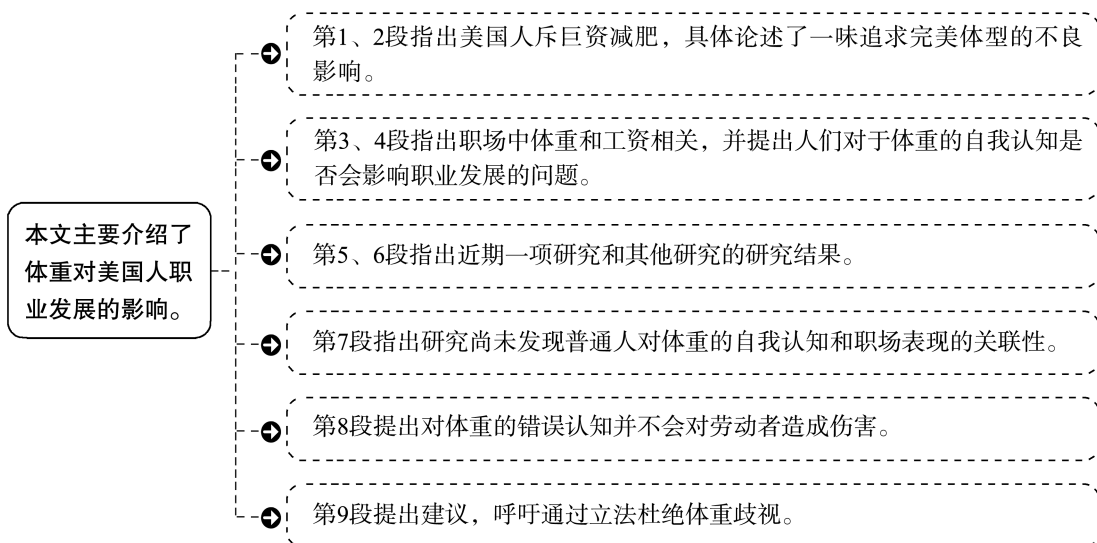 第1、2段指出美国人斥巨资减肥，具体论述了一味追求完美体型的不良
影响。
第3、4段指出职场中体重和工资相关，并提出人们对于体重的自我认知是
否会影响职业发展的问题。
本文主要介绍了
体重对美国人职
业发展的影响。
第5、6段指出近期一项研究和其他研究的研究结果。
第7段指出研究尚未发现普通人对体重的自我认知和职场表现的关联性。
第8段提出对体重的错误认知并不会对劳动者造成伤害。
第9段提出建议，呼吁通过立法杜绝体重歧视。